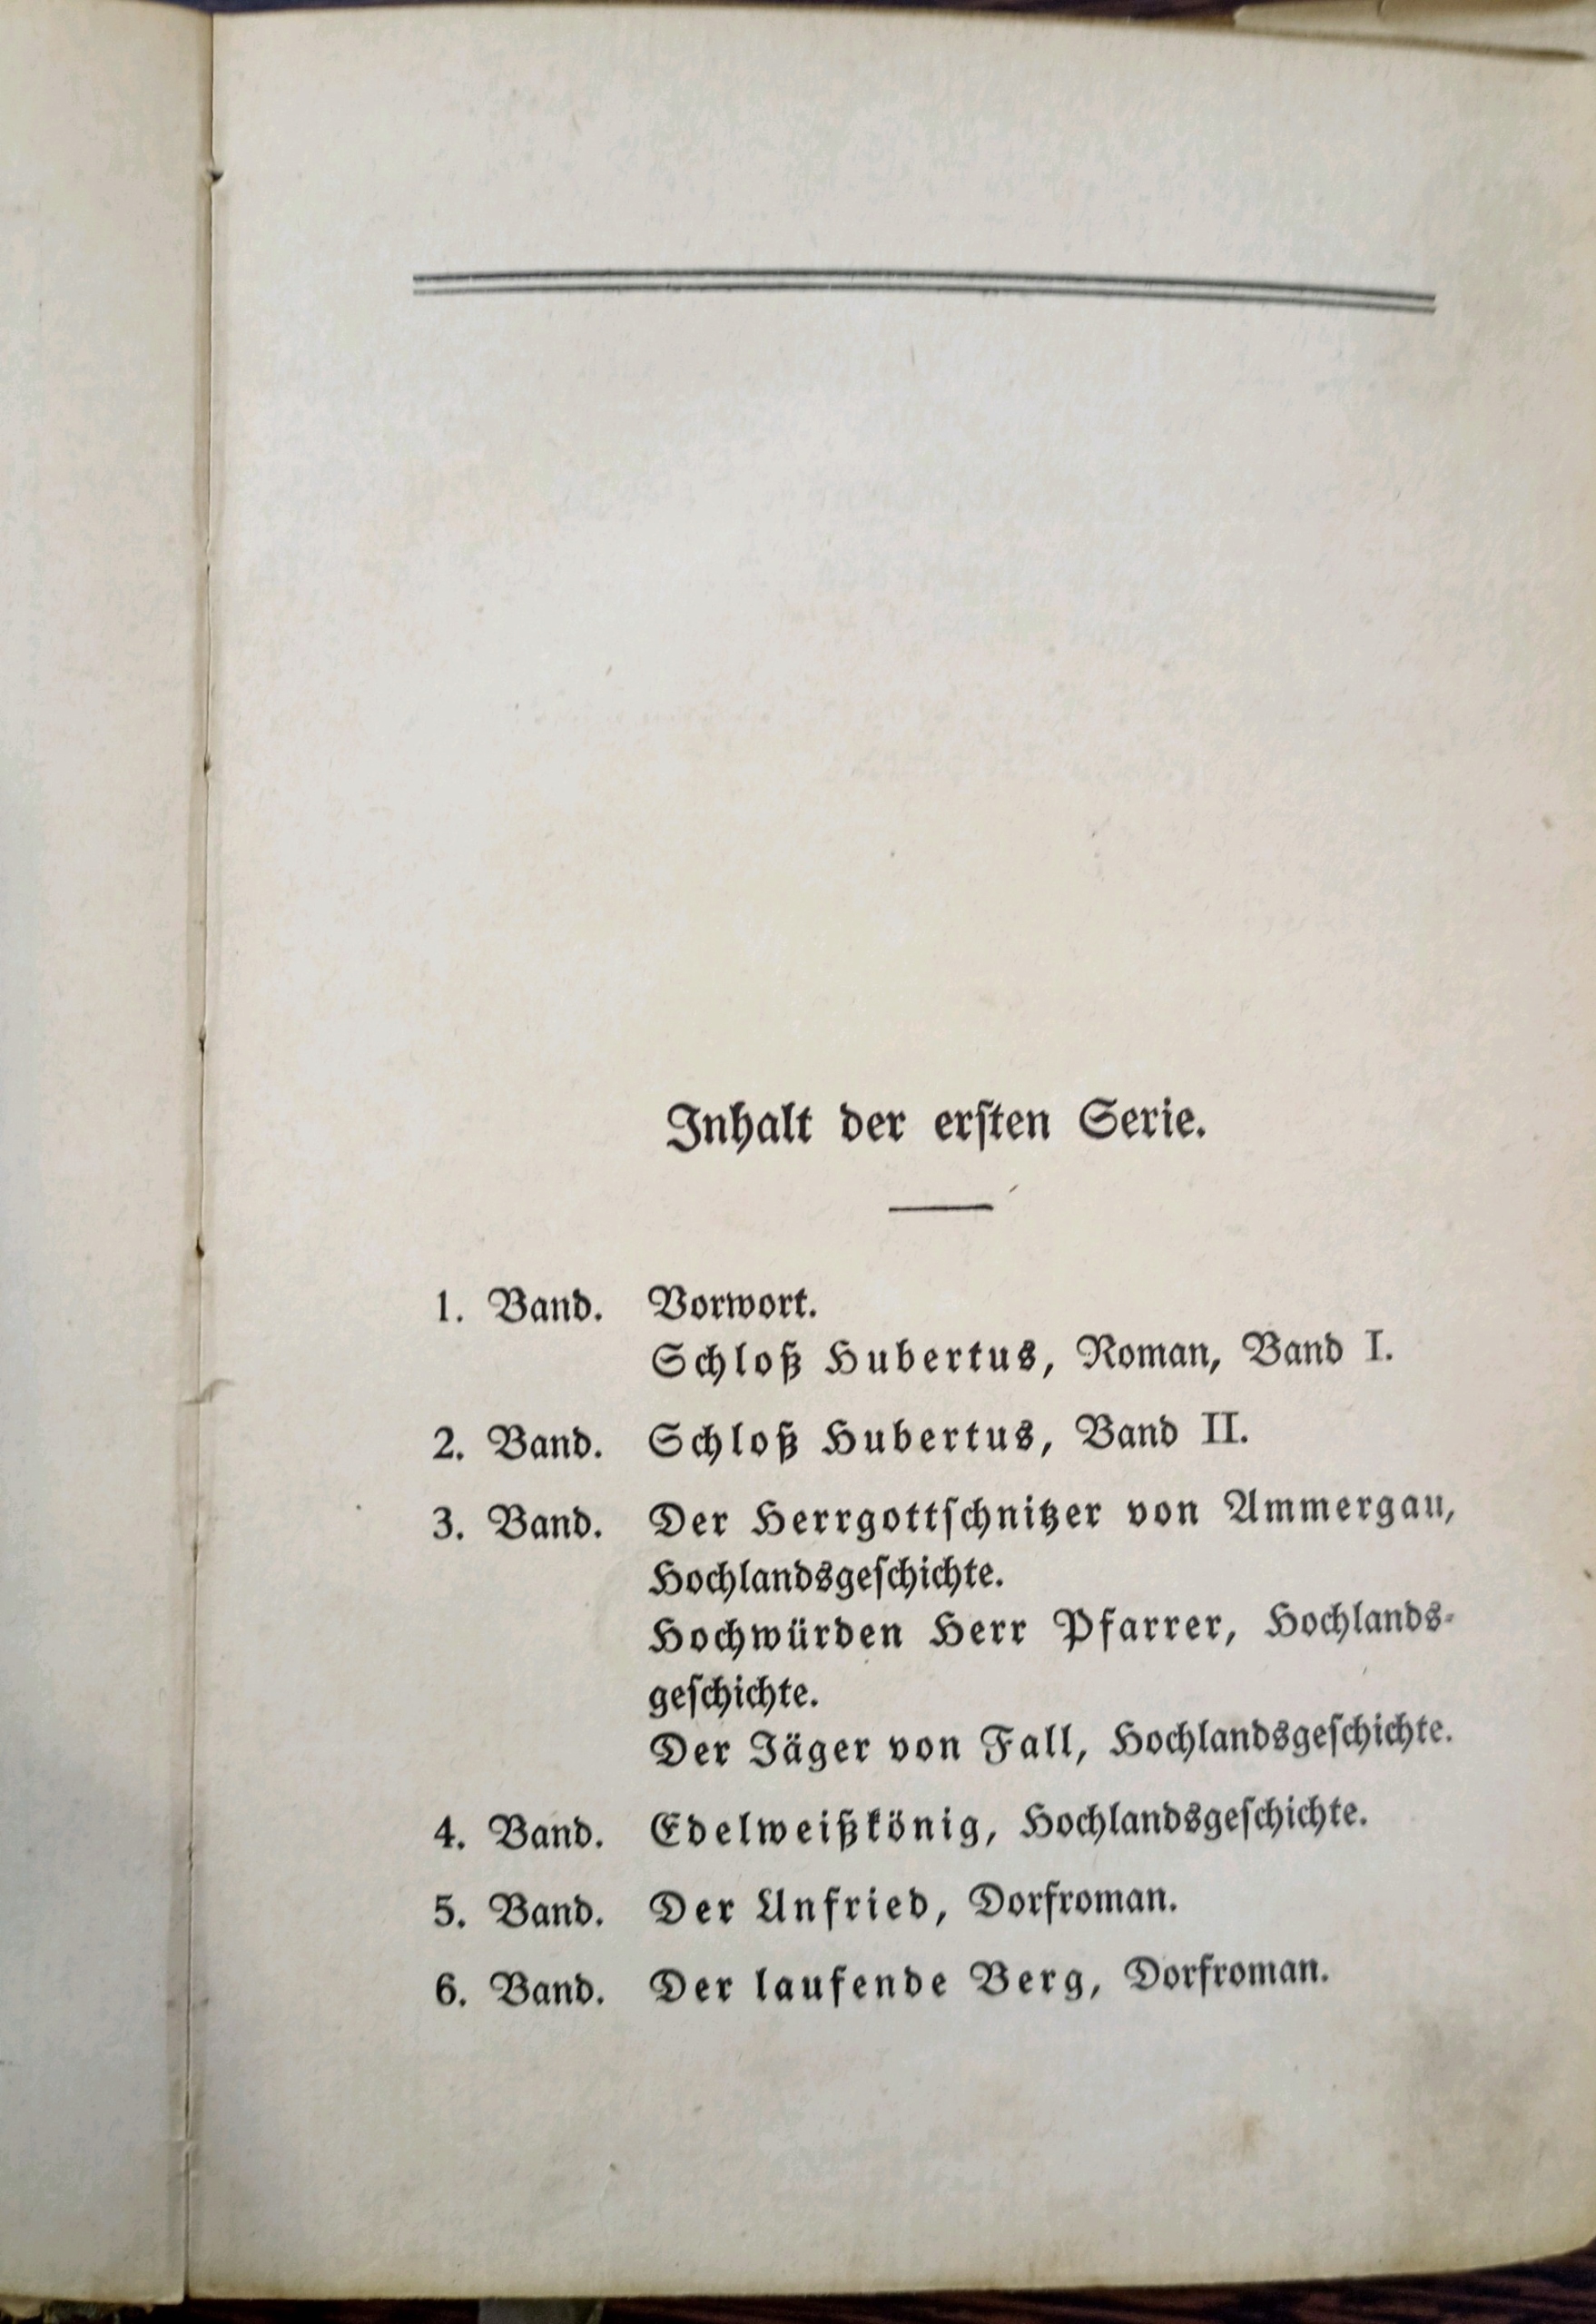 Inhalt der ersten Serie.
1. Band. Vorwort.
Schloß Hubertus, Roman, Band I.
2. Band. Schloß Hubertus, Band II.
3. Band. Der Herrgottschnitzer von Ammergau,
Hochlandsgeschichte.
Hochwürden Herr Pfarrer, Hochlands-
geschichte.
Der Jäger von Fall, Hochlandsgeschichte.
4. Band. Edelweißkönig, Hochlandsgeschichte.
5. Band. Der Unfried, Dorfroman.
6. Band. Der laufende Berg, Dorfroman.